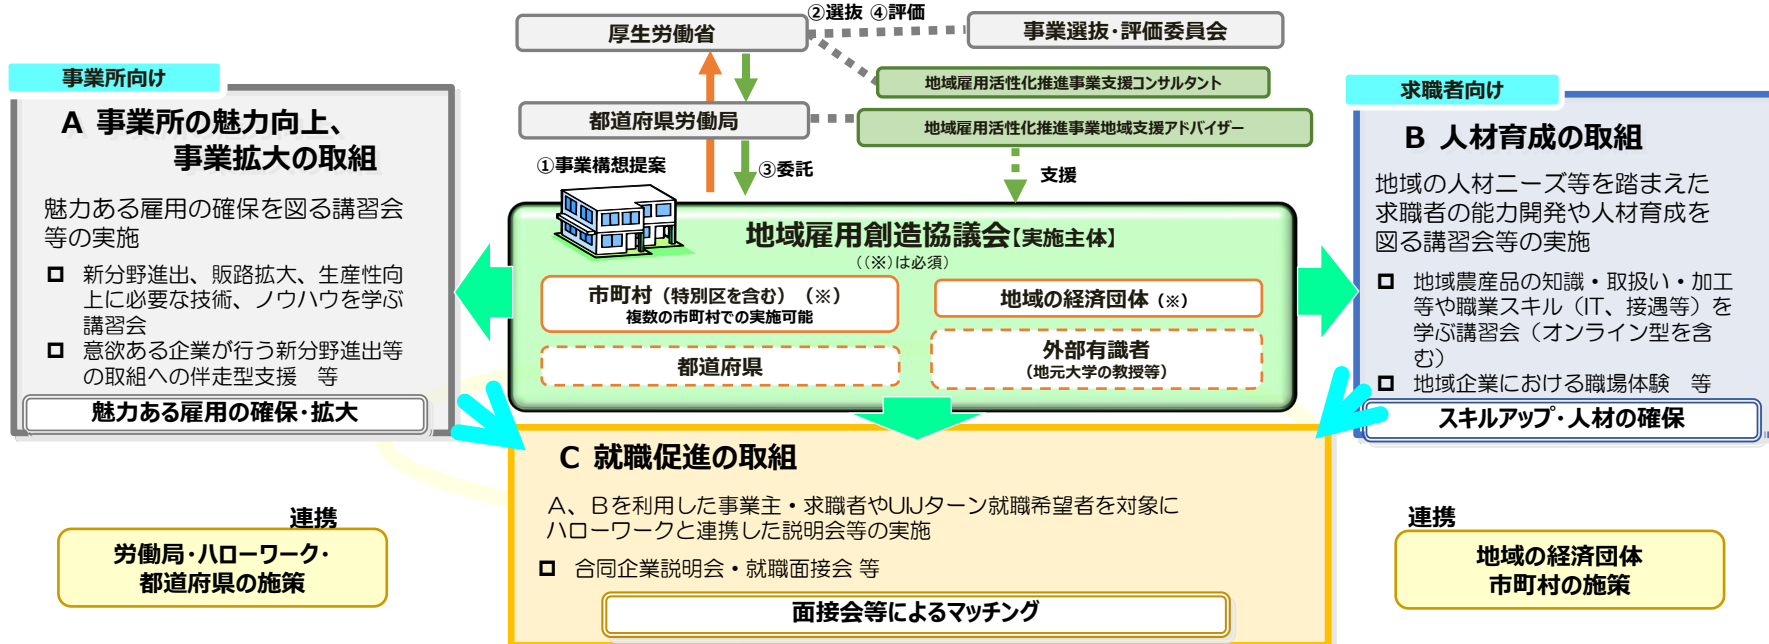 ②選抜 ④評価
厚生労働省
事業選抜・評価委員会
地域雇用活性化推進事業支援コンサルタント
都道府県労働局
地域雇用活性化推進事業地域支援アドバイザー
①事業構想提案
③委託
支援
事業所向け
A 事業所の魅力向上、
事業拡大の取組
魅力ある雇用の確保を図る講習会
等の実施
新分野進出、販路拡大、生産性向
上に必要な技術、ノウハウを学ぶ
講習会
意欲ある企業が行う新分野進出等
の取組への伴走型支援 等
魅力ある雇用の確保・拡大
地域雇用創造協議会【実施主体】
((※)は必須)
市町村（特別区を含む）（※）
複数の市町村での実施可能
地域の経済団体（※）
都道府県
外部有識者
（地元大学の教授等）
求職者向け
B 人材育成の取組
地域の人材ニーズ等を踏まえた
求職者の能力開発や人材育成を
図る講習会等の実施
地域農産品の知識・取扱い・加工
等や職業スキル（IT、接遇等）を
学ぶ講習会（オンライン型を含
む）
地域企業における職場体験 等
スキルアップ・人材の確保
C 就職促進の取組
A、Bを利用した事業主・求職者やUIJターン就職希望者を対象に
ハローワークと連携した説明会等の実施
合同企業説明会・就職面接会 等
面接会等によるマッチング
連携
労働局・ハローワーク・
都道府県の施策
連携
地域の経済団体
市町村の施策